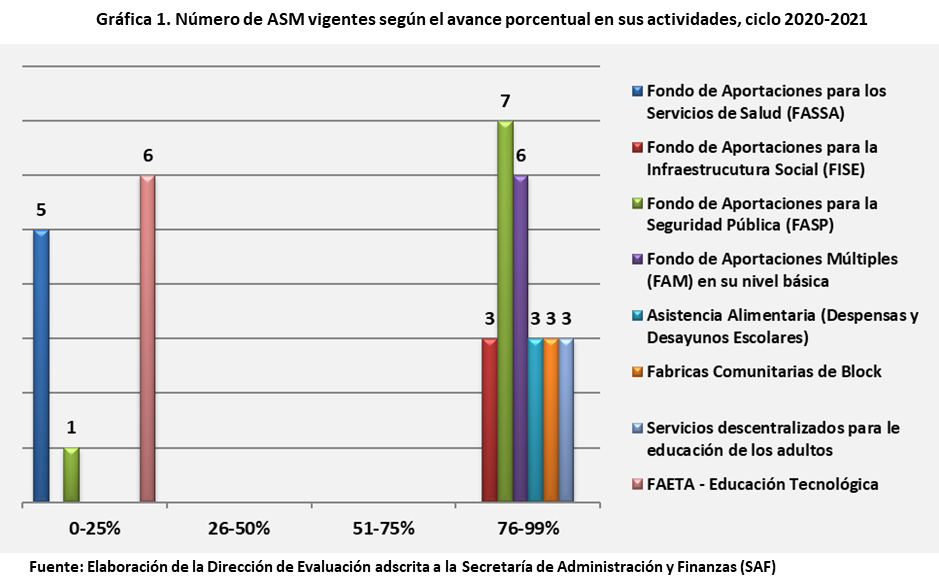 Gráfica 1. Número de ASM vigentes según el avance porcentual en sus actividades, ciclo 2020-2021
7
6
6
5
3
3
3
3
1
0-25%
26-50%
51-75%
76-99%
Fondo de Aportaciones para los
Servicios de Salud (FASSA)
Fondo de Aportaciones para la
Infraestrucutura Social (FISE)
Fondo de Aportaciones para la
Seguridad Pública (FASP)
Fondo de Aportaciones Múltiples
(FAM) en su nivel básica
Asistencia Alimentaria (Despensas y
Desayunos Escolares)
Fabricas Comunitarias de Block
Servicios descentralizados para le
educación de los adultos
FAETA - Educación Tecnológica
Fuente: Elaboración de la Dirección de Evaluación adscrita a la Secretaría de Administración y Finanzas (SAF)